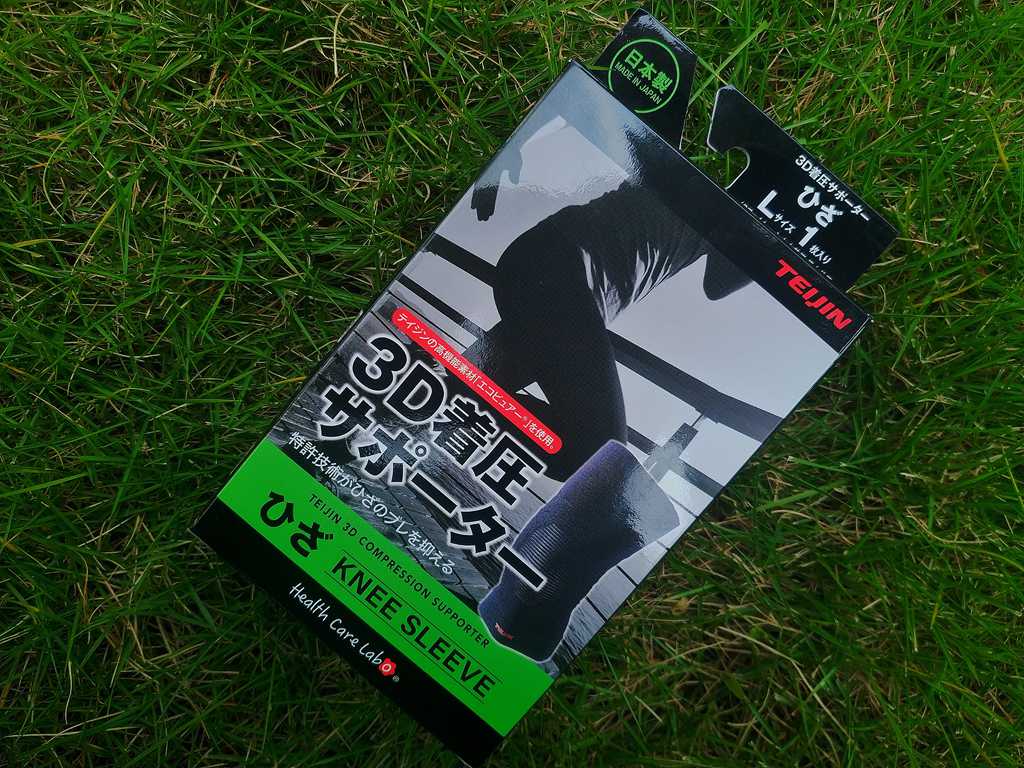 日本製
MADE IN JAPAN
3D着圧サポーター
ひざ
Lサイズ 1枚入り
TEIJIN
テイジンの高機能素材「エコピュアー®」を使用。
3D着圧
サポーター
特許技術がひざのブレを抑える
TEIJIN 3D COMPRESSION SUPPORTER
ひざ KNEE SLEEVE
Health Care Labo®